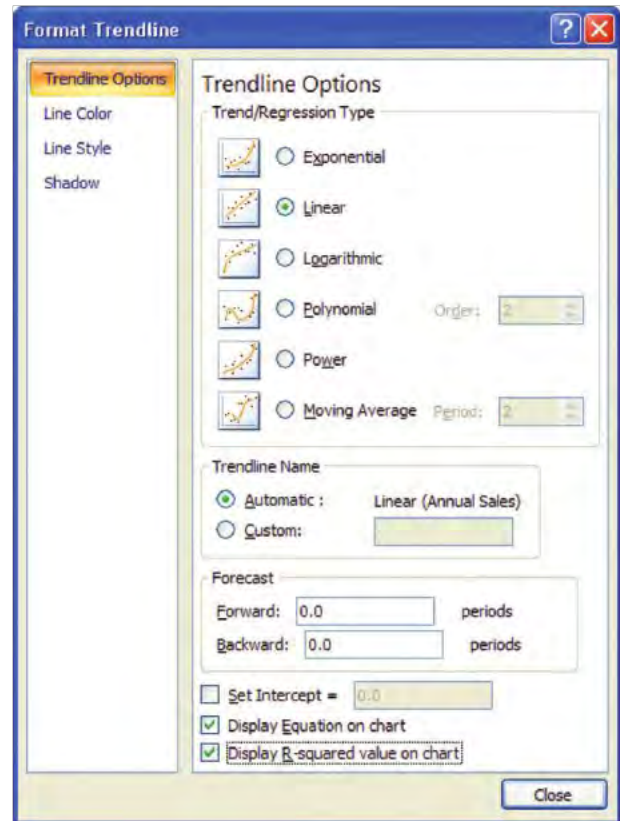 Format Trendline
Trendline Options
Line Color
Line Style
Shadow
Trendline Options
Trend/Regression Type
Exponential
Linear
Logarithmic
Polynomial Order: 2
Power
Moving Average Period: 2
Trendline Name
Automatic : Linear (Annual Sales)
Custom:
Forecast
Forward: 0.0 periods
Backward: 0.0 periods
Set Intercept = 0.0
Display Equation on chart
Display R-squared value on chart
Close